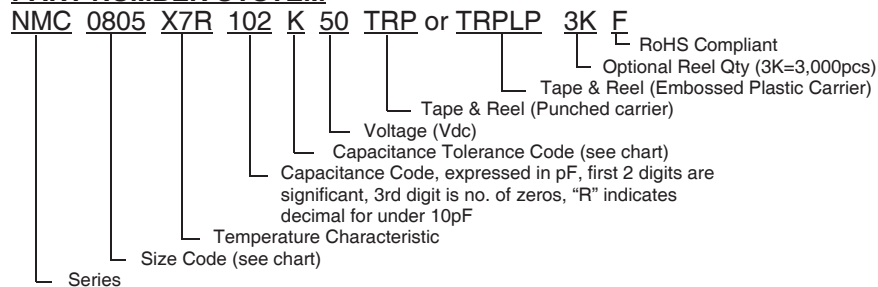 PART NUMBER SYSTEM
NMC 0805 X7R 102 K 50 TRP or TRPLP 3K F
RoHS Compliant
Optional Reel Qty (3K=3,000pcs)
Tape & Reel (Embossed Plastic Carrier)
Tape & Reel (Punched carrier)
Voltage (Vdc)
Capacitance Tolerance Code (see chart)
Capacitance Code, expressed in pF, first 2 digits are
significant, 3rd digit is no. of zeros, “R” indicates
decimal for under 10pF
Temperature Characteristic
Size Code (see chart)
Series